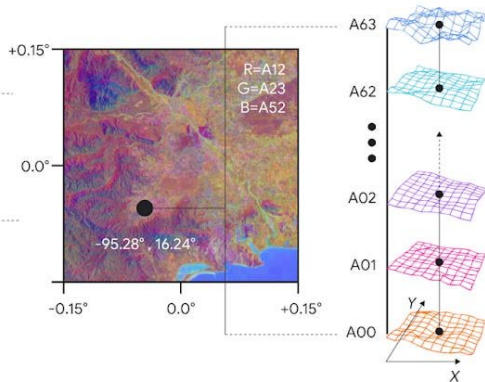 +0.15°
0.0°
-0.15°
0.0°
+0.15°
R=A12
G=A23
B=A52
-95.28°, 16.24°
A63
A62
A02
A01
A00
Y
X